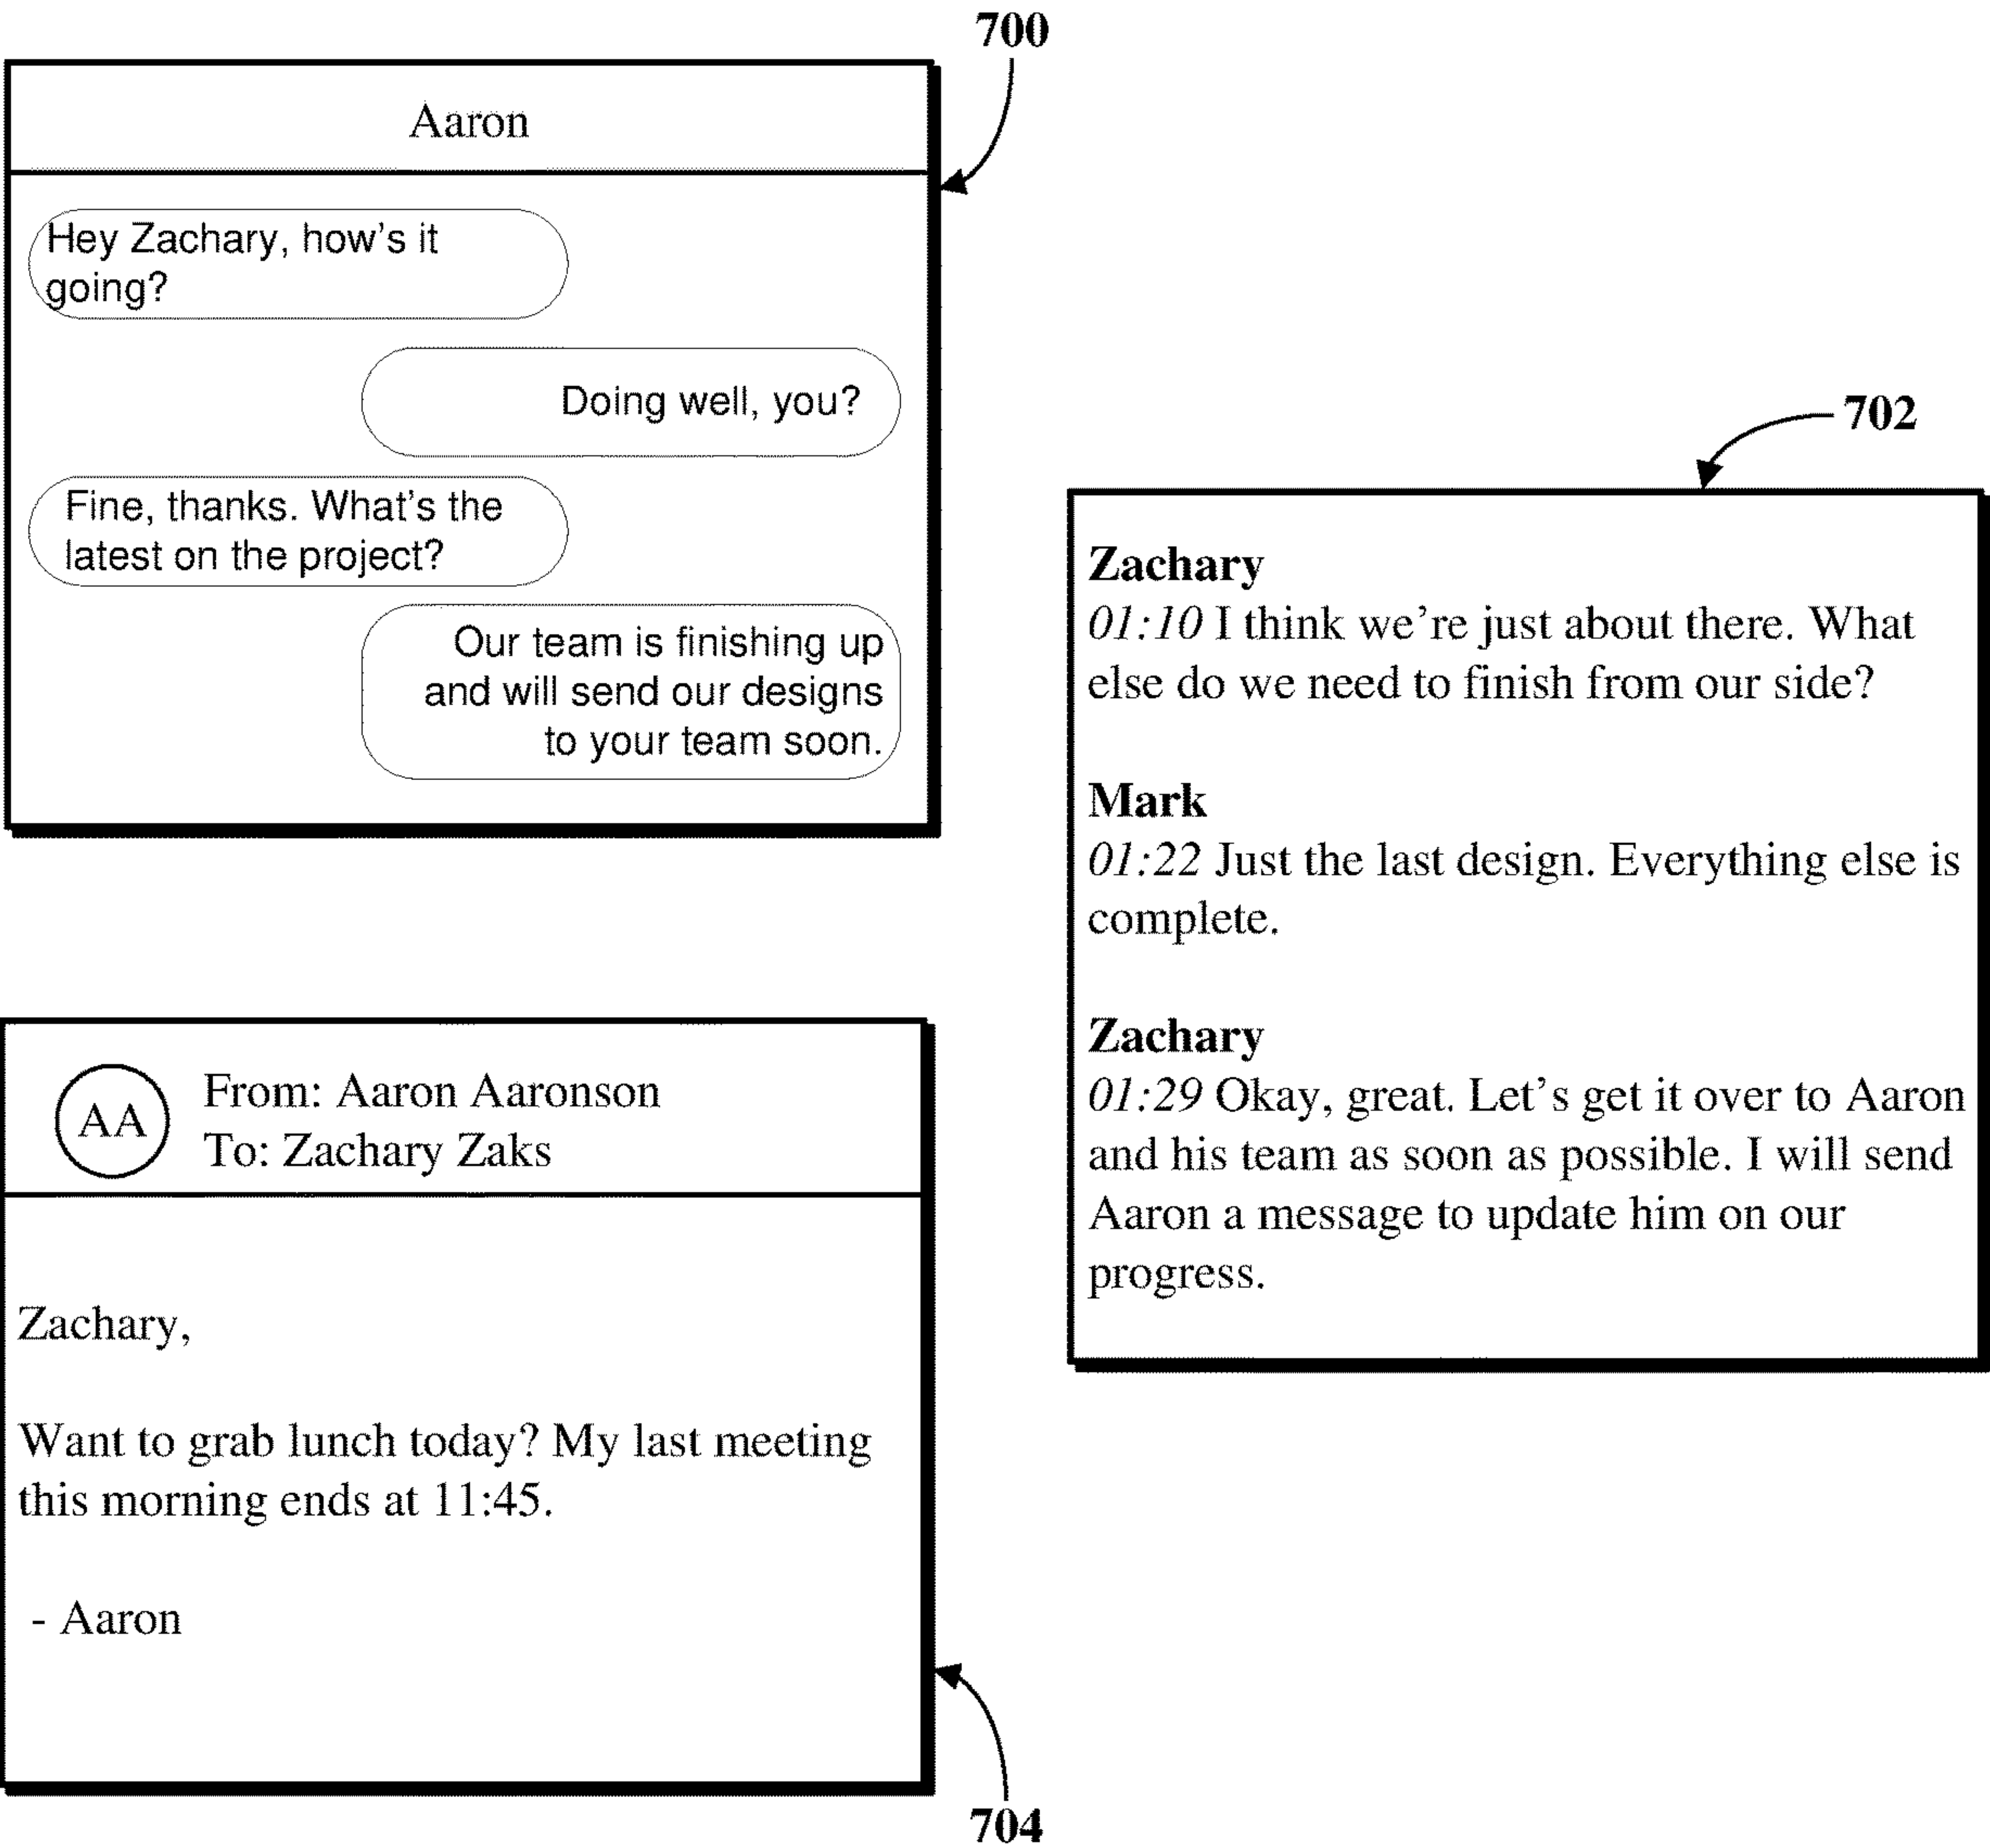 700
Aaron
Hey Zachary, how's it
going?
Doing well, you?
Fine, thanks. What's the
latest on the project?
Our team is finishing up
and will send our designs
to your team soon.
702
Zachary
01:10 I think we're just about there. What
else do we need to finish from our side?
Mark
01:22 Just the last design. Everything else is
complete.
Zachary
01:29 Okay, great. Let's get it over to Aaron
and his team as soon as possible. I will send
Aaron a message to update him on our
progress.
AA
From: Aaron Aaronson
To: Zachary Zaks
Zachary,
Want to grab lunch today? My last meeting
this morning ends at 11:45.
- Aaron
704